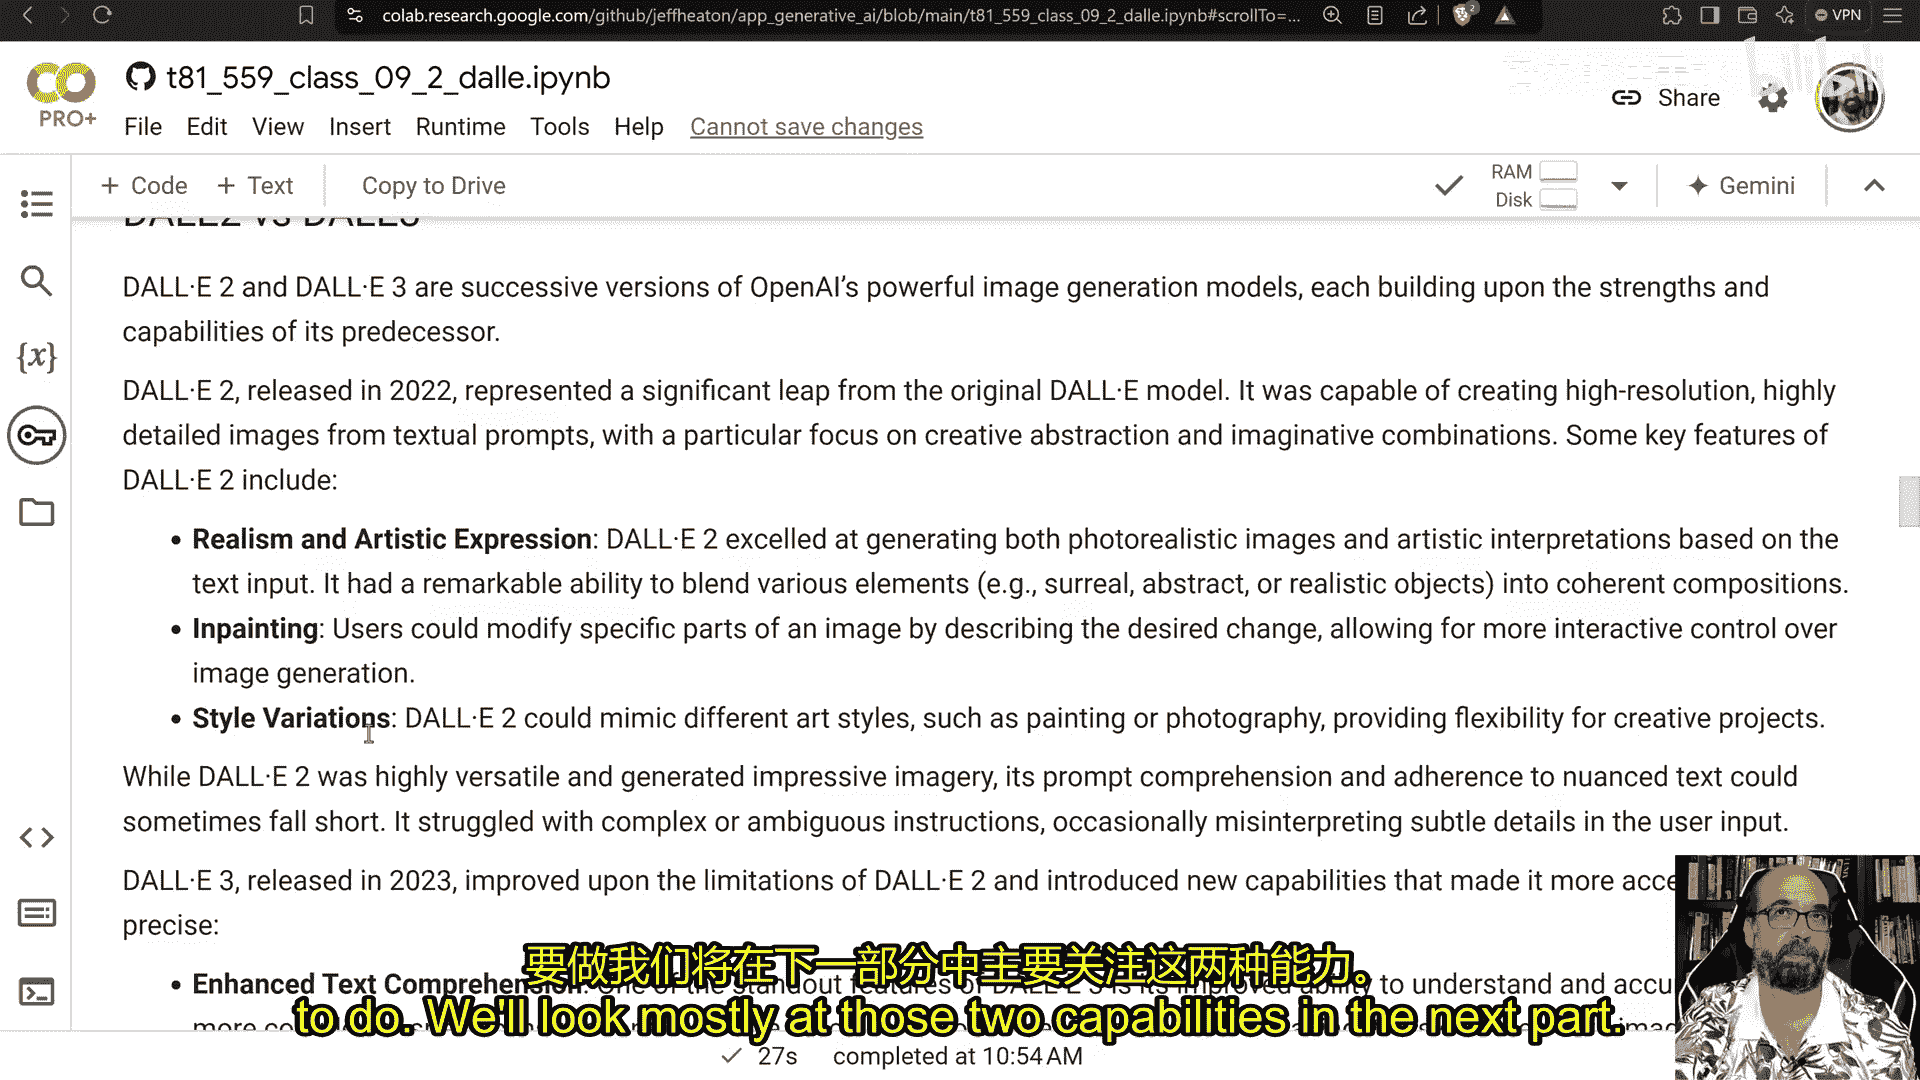 colab.research.google.com/github/jeffheaton/app_generative_ai/blob/main/t81_559_class_09_2_dalle.ipynb#scrollTo=...
2
VPN
t81_559_class_09_2_dalle.ipynb
Share
PRO+
File Edit View Insert Runtime Tools Help Cannot save changes
+ Code + Text Copy to Drive
RAM
Disk
Gemini
DALL·E 2 and DALL·E 3 are successive versions of OpenAI’s powerful image generation models, each building upon the strengths and
capabilities of its predecessor.
DALL·E 2, released in 2022, represented a significant leap from the original DALL·E model. It was capable of creating high-resolution, highly
detailed images from textual prompts, with a particular focus on creative abstraction and imaginative combinations. Some key features of
DALL·E 2 include:
• Realism and Artistic Expression: DALL·E 2 excelled at generating both photorealistic images and artistic interpretations based on the
text input. It had a remarkable ability to blend various elements (e.g., surreal, abstract, or realistic objects) into coherent compositions.
• Inpainting: Users could modify specific parts of an image by describing the desired change, allowing for more interactive control over
image generation.
• Style Variations: DALL·E 2 could mimic different art styles, such as painting or photography, providing flexibility for creative projects.
While DALL·E 2 was highly versatile and generated impressive imagery, its prompt comprehension and adherence to nuanced text could
sometimes fall short. It struggled with complex or ambiguous instructions, occasionally misinterpreting subtle details in the user input.
DALL·E 3, released in 2023, improved upon the limitations of DALL·E 2 and introduced new capabilities that made it more
precise:
• Enhanced Text
to understand and
要做我们将在下一部分中主要关注这两种能力。
to do. We'll look mostly at those two capabilities in the next part.
27s completed at 10:54 AM